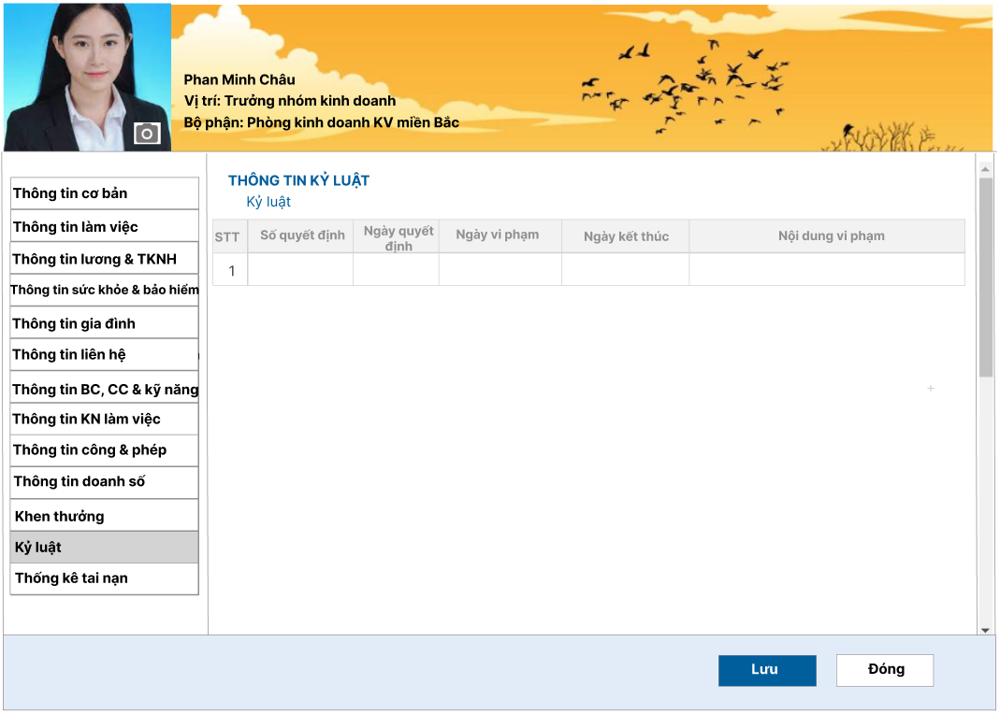 Phan Minh Châu
Vị trí: Trưởng nhóm kinh doanh
Bộ phận: Phòng kinh doanh KV miền Bắc
Thông tin cơ bản
Thông tin làm việc
Thông tin lương & TKNH
Thông tin sức khỏe & bảo hiểm
Thông tin gia đình
Thông tin liên hệ
Thông tin BC, CC & kỹ năng
Thông tin KN làm việc
Thông tin công & phép
Thông tin doanh số
Khen thưởng
Kỷ luật
Thống kê tai nạn
THÔNG TIN KỶ LUẬT
Kỷ luật
STT Số quyết định Ngày quyết định Ngày vi phạm Ngày kết thúc Nội dung vi phạm
1
Lưu Đóng